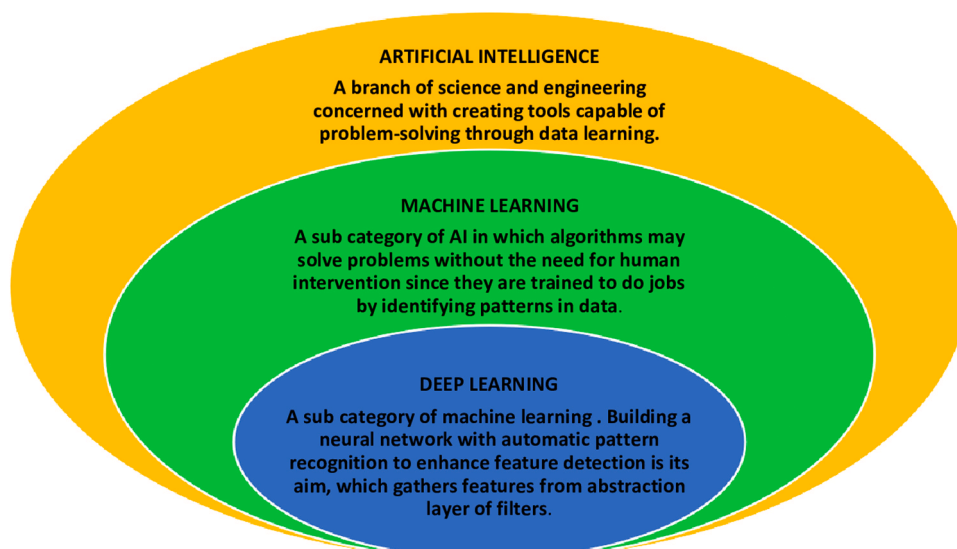 ARTIFICIAL INTELLIGENCE
A branch of science and engineering
concerned with creating tools capable of
problem-solving through data learning.
MACHINE LEARNING
A sub category of AI in which algorithms may
solve problems without the need for human
intervention since they are trained to do jobs
by identifying patterns in data.
DEEP LEARNING
A sub category of machine learning . Building a
neural network with automatic pattern
recognition to enhance feature detection is its
aim, which gathers features from abstraction
layer of filters.